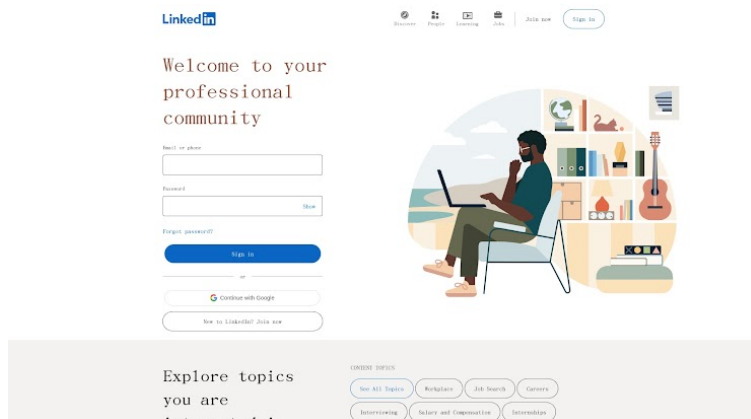 Linked in
Discover People Learning Jobs Join now Sign in
Welcome to your
professional
community
Email or phone
Password
Show
Forgot password?
Sign in
or
Continue with Google
New to LinkedIn? Join now
Explore topics
you are
CONTENT TOPICS
See All Topics Workplace Job Search Careers
Interviewing Salary and Compensation Internships